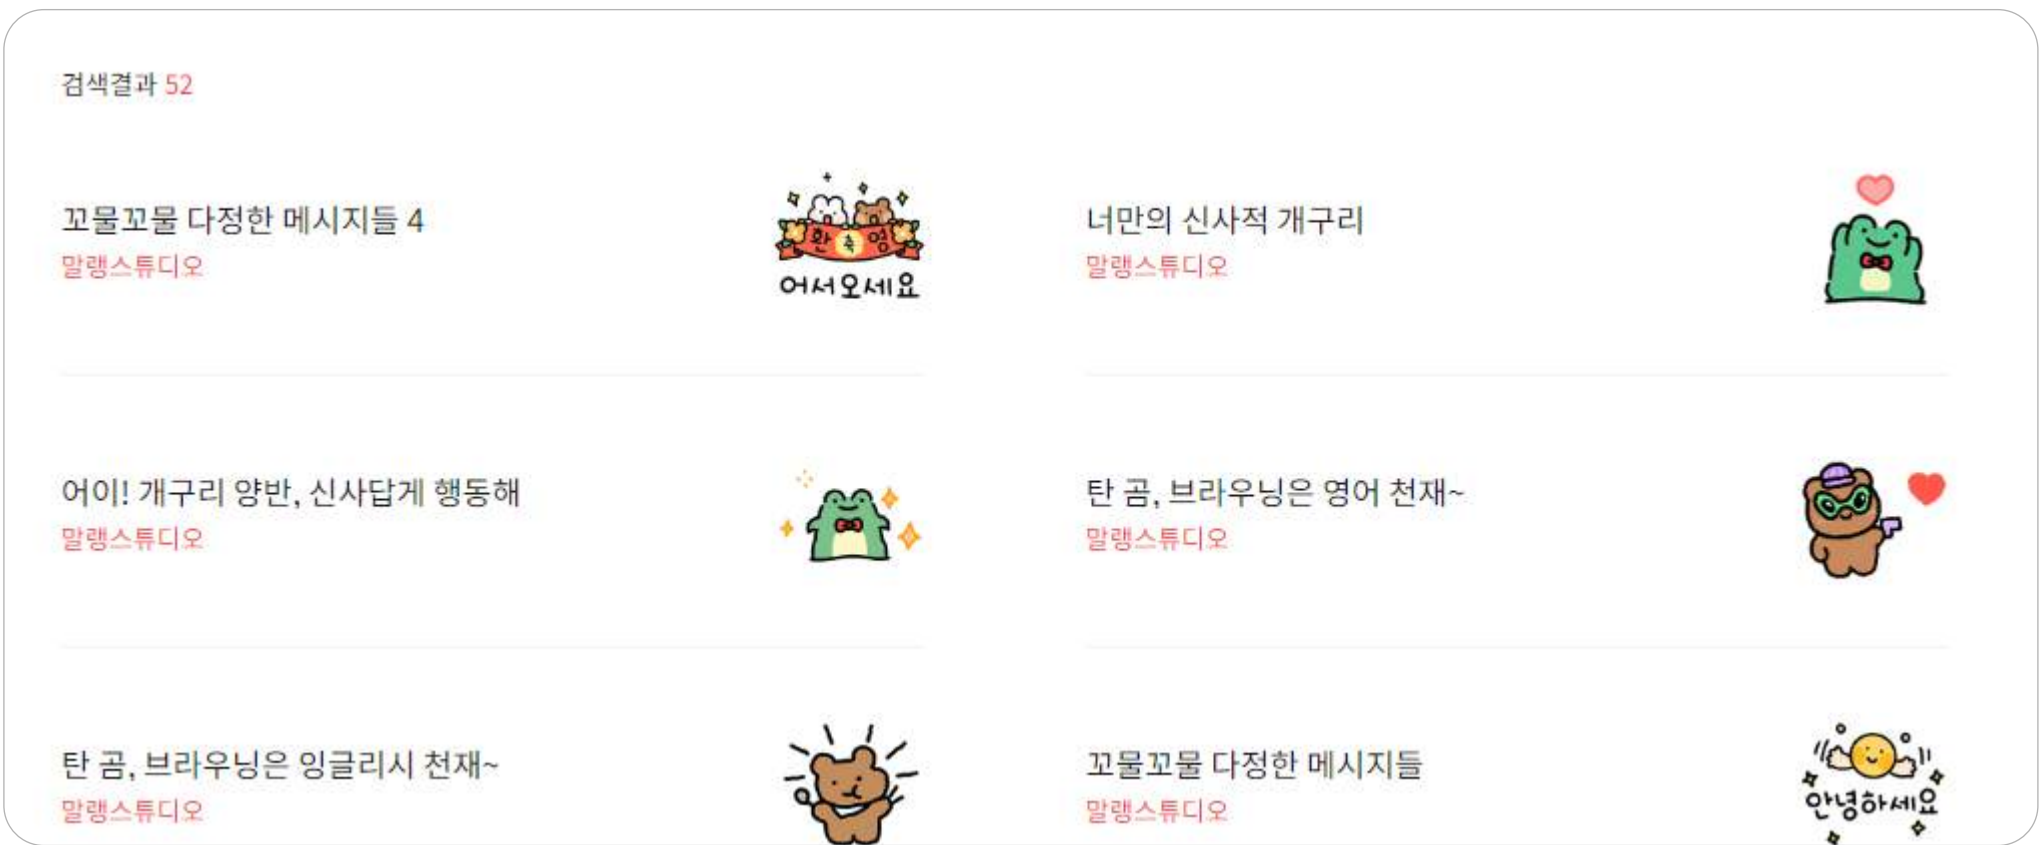 검색결과 52
꼬물꼬물 다정한 메시지들 4
말랭스튜디오
환 축 영
어서오세요
너만의 신사적 개구리
말랭스튜디오
어이! 개구리 양반, 신사답게 행동해
말랭스튜디오
탄 곰, 브라우닝은 영어 천재~
말랭스튜디오
탄 곰, 브라우닝은 잉글리시 천재~
말랭스튜디오
꼬물꼬물 다정한 메시지들
말랭스튜디오
안녕하세요